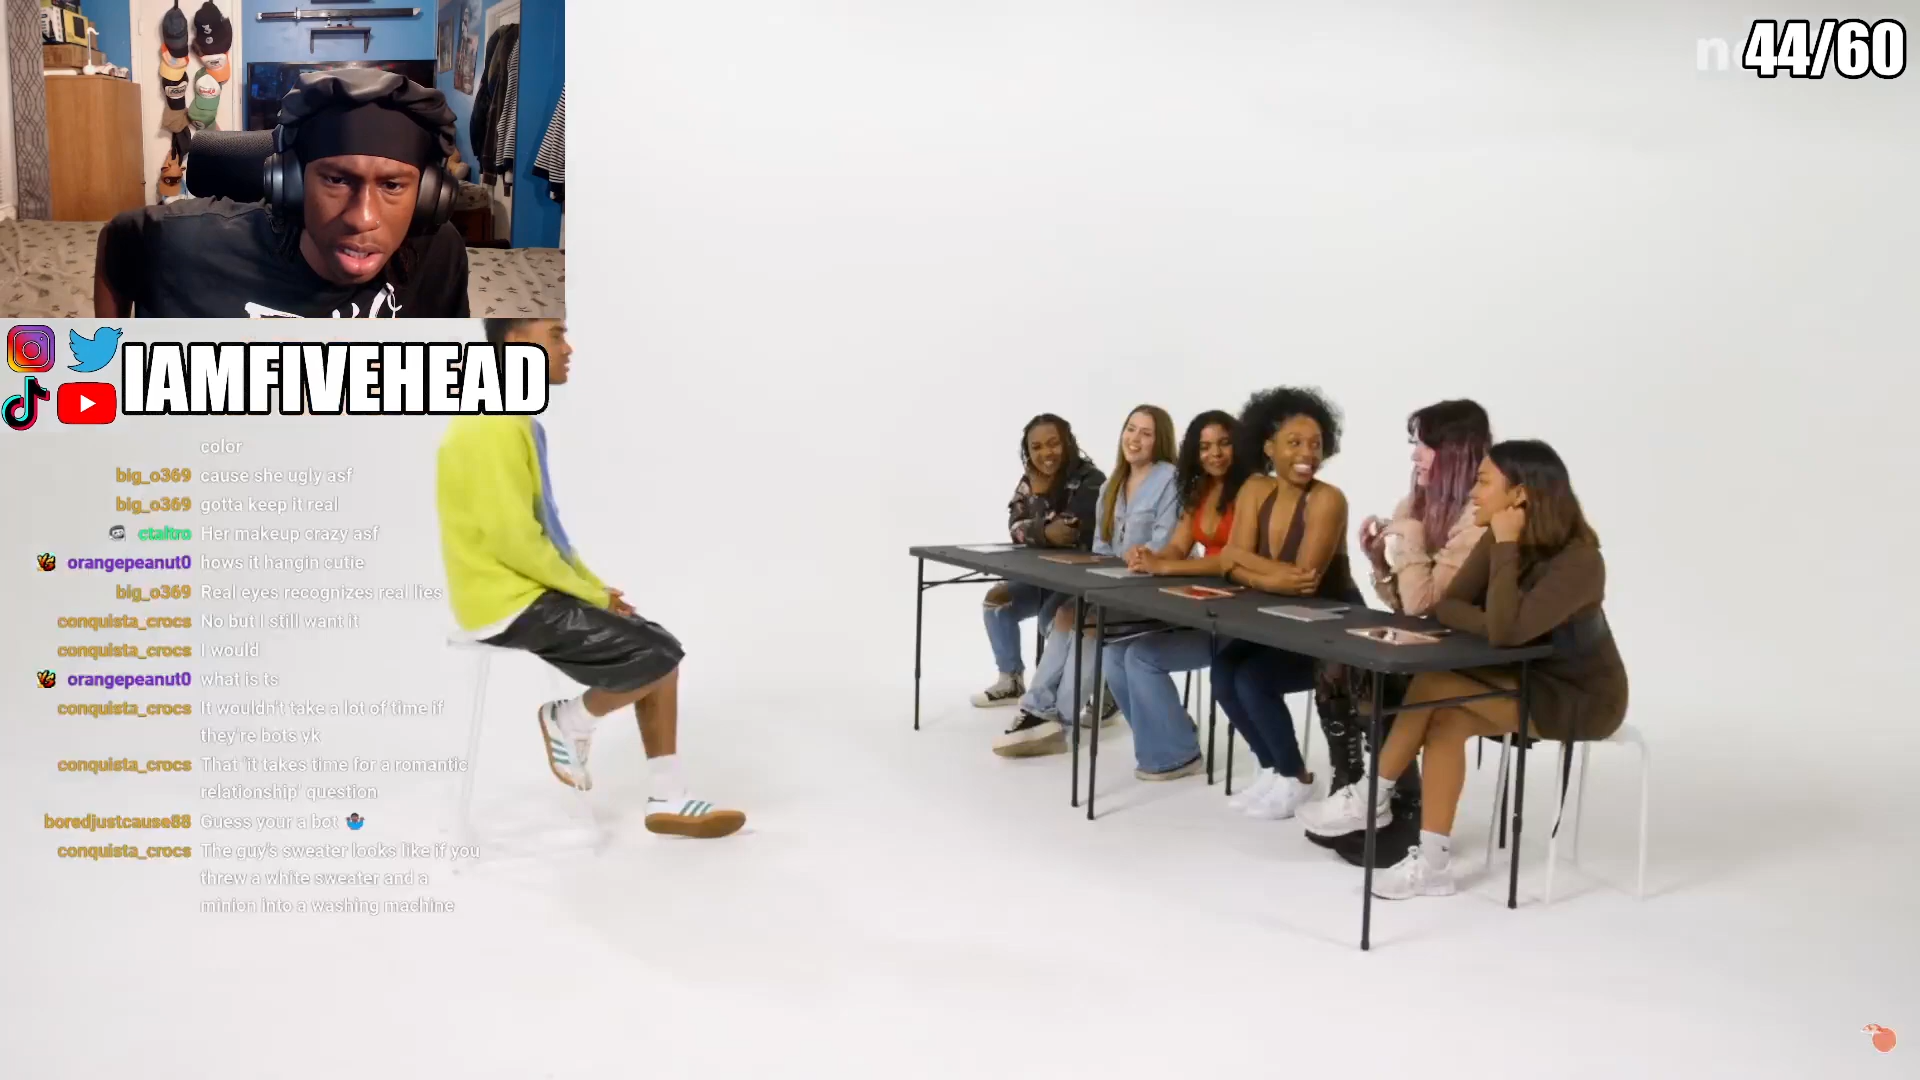 44/60
IAMFIVEHEAD
color
big_o369 cause she ugly asf
big_o369 gotta keep it real
ctaltro Her makeup crazy asf
orangepeanut0 hows it hangin cutie
big_o369 Real eyes recognizes real lies
conquista_crocs No but I still want it
conquista_crocs I would
orangepeanut0 what is ts
conquista_crocs It wouldn't take a lot of time if
they're bots yk
conquista_crocs That 'it takes time for a romantic
relationship' question
boredjustcause88 Guess your a bot
conquista_crocs The guy's sweater looks like if you
threw a white sweater and a
minion into a washing machine